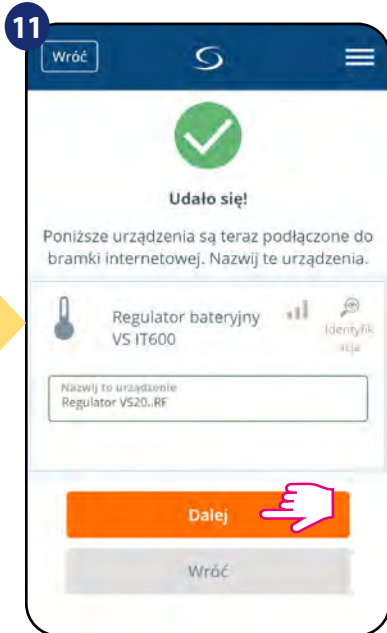 11
Wróć
Udało się!
Poniższe urządzenia są teraz podłączone do
bramki internetowej. Nazwij te urządzenia.
Regulator bateryjny
VS IT600
Identyfik
acja
Nazwij to urządzenie
Regulator VS20..RF
Dalej
Wróć